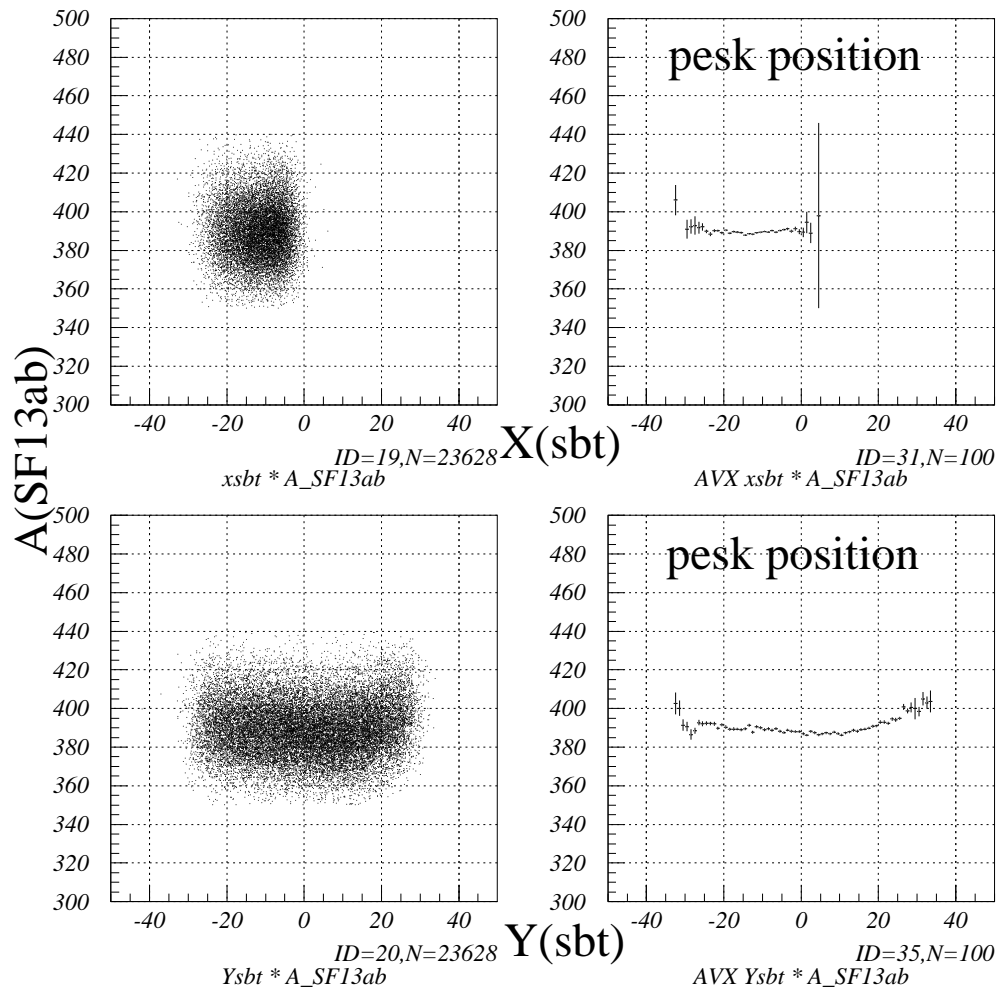 500
480
460
440
420
400
380
360
340
320
300
-40 -20 0 20 40
ID=19,N=23628
xsbt * A_SF13ab
pesk position
500
480
460
440
420
400
380
360
340
320
300
-40 -20 0 20 40
ID=31,N=100
AVX xsbt * A_SF13ab
X(sbt)
A(SF13ab)
500
480
460
440
420
400
380
360
340
320
300
-40 -20 0 20 40
ID=20,N=23628
Ysbt * A_SF13ab
pesk position
500
480
460
440
420
400
380
360
340
320
300
-40 -20 0 20 40
ID=35,N=100
AVX Ysbt * A_SF13ab
Y(sbt)